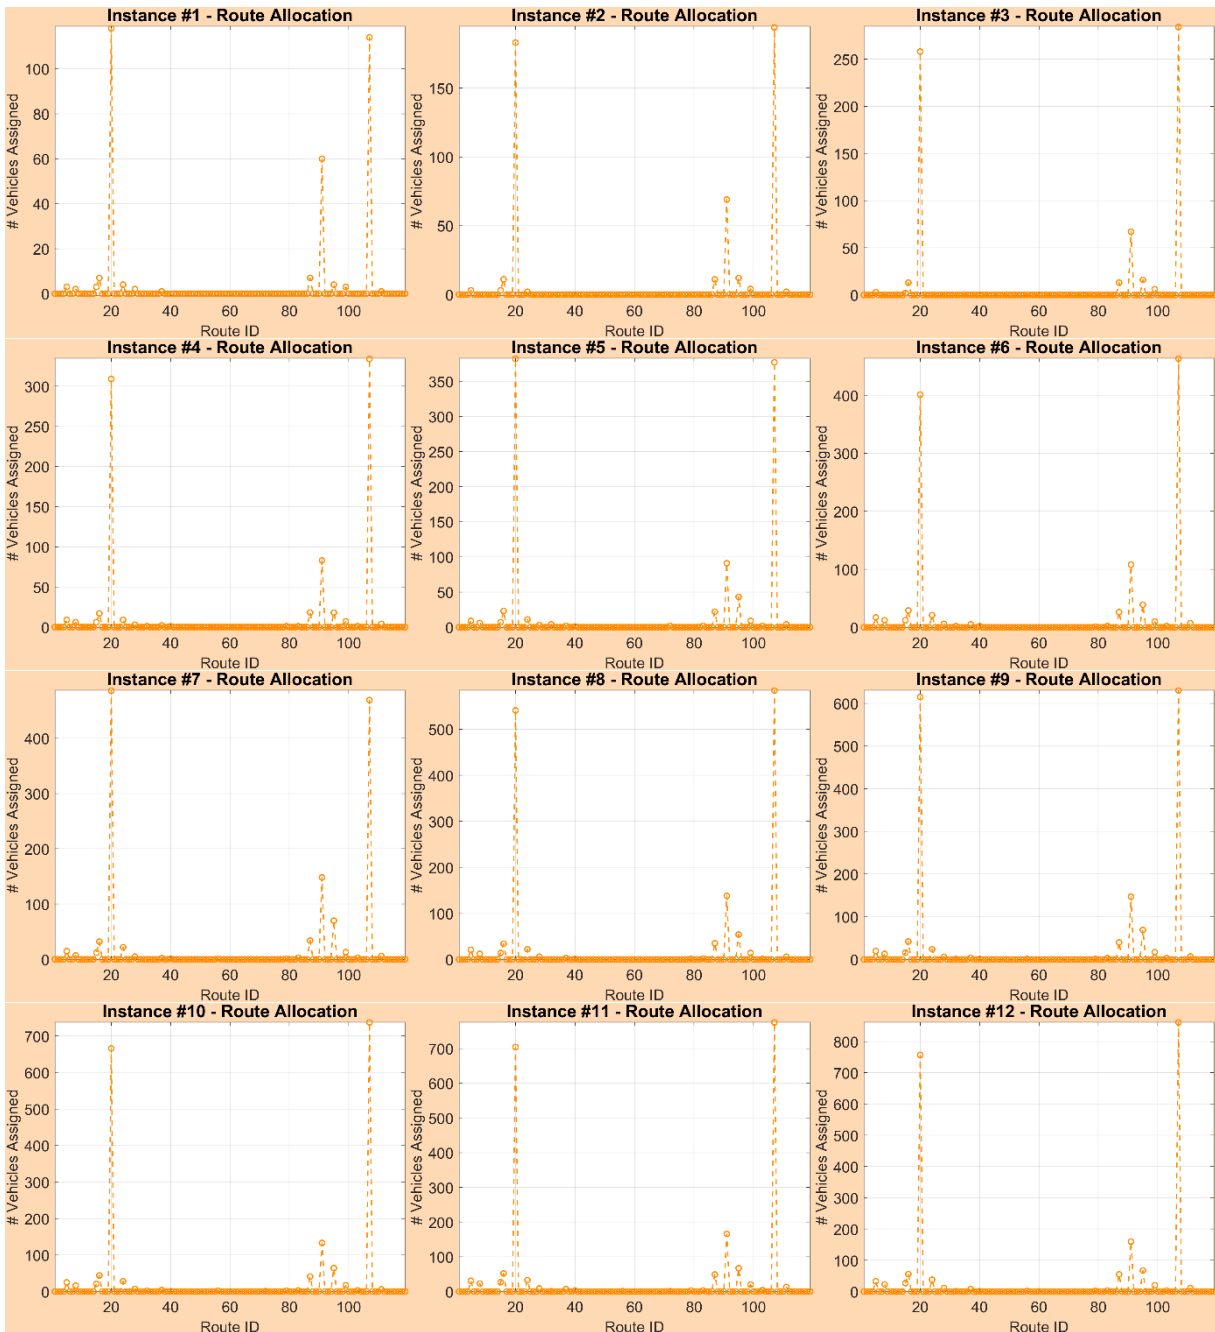 Instance #1 - Route Allocation
# Vehicles Assigned
100
80
60
40
20
0
20 40 60 80 100
Route ID
Instance #2 - Route Allocation
# Vehicles Assigned
150
100
50
0
20 40 60 80 100
Route ID
Instance #3 - Route Allocation
# Vehicles Assigned
250
200
150
100
50
0
20 40 60 80 100
Route ID
Instance #4 - Route Allocation
# Vehicles Assigned
300
250
200
150
100
50
0
20 40 60 80 100
Route ID
Instance #5 - Route Allocation
# Vehicles Assigned
350
300
250
200
150
100
50
0
20 40 60 80 100
Route ID
Instance #6 - Route Allocation
# Vehicles Assigned
400
300
200
100
0
20 40 60 80 100
Route ID
Instance #7 - Route Allocation
# Vehicles Assigned
400
300
200
100
0
20 40 60 80 100
Route ID
Instance #8 - Route Allocation
# Vehicles Assigned
500
400
300
200
100
0
20 40 60 80 100
Route ID
Instance #9 - Route Allocation
# Vehicles Assigned
600
500
400
300
200
100
0
20 40 60 80 100
Route ID
Instance #10 - Route Allocation
# Vehicles Assigned
700
600
500
400
300
200
100
0
20 40 60 80 100
Route ID
Instance #11 - Route Allocation
# Vehicles Assigned
700
600
500
400
300
200
100
0
20 40 60 80 100
Route ID
Instance #12 - Route Allocation
# Vehicles Assigned
800
700
600
500
400
300
200
100
0
20 40 60 80 100
Route ID